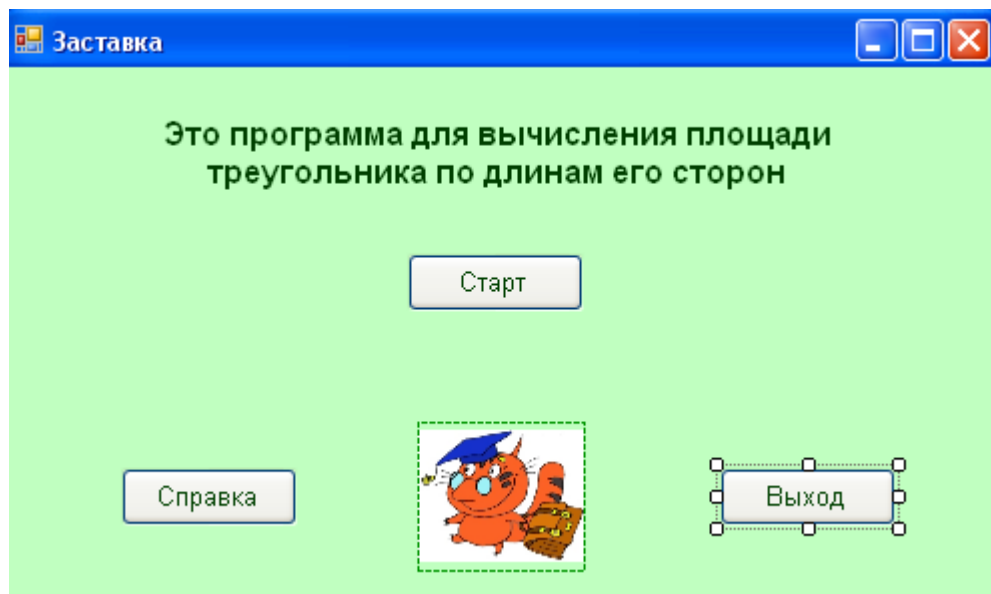 Заставка
Это программа для вычисления площади
треугольника по длинам его сторон
Старт
Справка
Выход